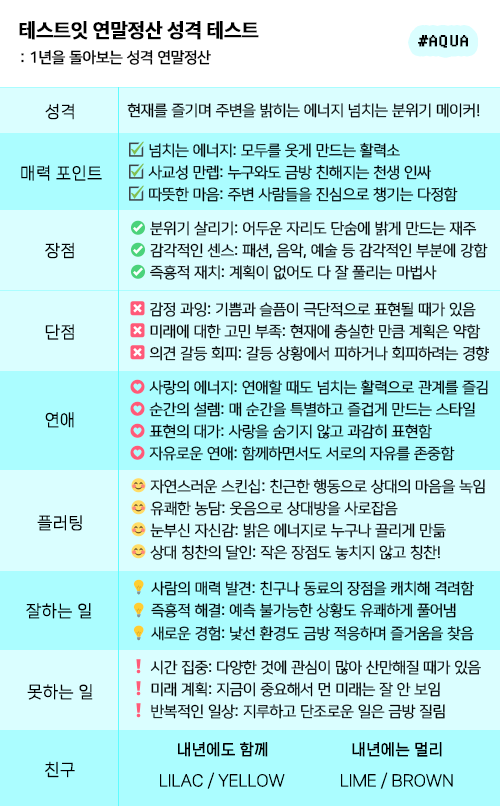 테스트잇 연말정산 성격 테스트
: 1년을 돌아보는 성격 연말정산
#AQUA
성격
현재를 즐기며 주변을 밝히는 에너지 넘치는 분위기 메이커!
매력 포인트
넘치는 에너지: 모두를 웃게 만드는 활력소
사교성 만렙: 누구와도 금방 친해지는 천생 인싸
따뜻한 마음: 주변 사람들을 진심으로 챙기는 다정함
장점
분위기 살리기: 어두운 자리도 단숨에 밝게 만드는 재주
감각적인 센스: 패션, 음악, 예술 등 감각적인 부분에 강함
즉흥적 재치: 계획이 없어도 다 잘 풀리는 마법사
단점
감정 과잉: 기쁨과 슬픔이 극단적으로 표현될 때가 있음
미래에 대한 고민 부족: 현재에 충실한 만큼 계획은 약함
의견 갈등 회피: 갈등 상황에서 피하거나 회피하려는 경향
연애
사랑의 에너지: 연애할 때도 넘치는 활력으로 관계를 즐김
순간의 설렘: 매 순간을 특별하고 즐겁게 만드는 스타일
표현의 대가: 사랑을 숨기지 않고 과감히 표현함
자유로운 연애: 함께하면서도 서로의 자유를 존중함
플러팅
자연스러운 스킨십: 친근한 행동으로 상대의 마음을 녹임
유쾌한 농담: 웃음으로 상대방을 사로잡음
눈부신 자신감: 밝은 에너지로 누구나 끌리게 만듦
상대 칭찬의 달인: 작은 장점도 놓치지 않고 칭찬!
잘하는 일
사람의 매력 발견: 친구나 동료의 장점을 캐치해 격려함
즉흥적 해결: 예측 불가능한 상황도 유쾌하게 풀어냄
새로운 경험: 낯선 환경도 금방 적응하며 즐거움을 찾음
못하는 일
시간 집중: 다양한 것에 관심이 많아 산만해질 때가 있음
미래 계획: 지금이 중요해서 먼 미래는 잘 안 보임
반복적인 일상: 지루하고 단조로운 일은 금방 질림
친구
내년에도 함께
LILAC / YELLOW
내년에는 멀리
LIME / BROWN